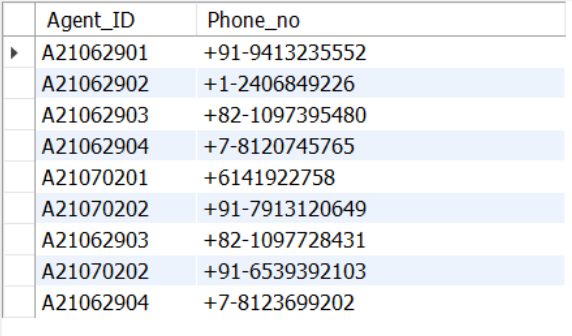 Agent_ID Phone_no
A21062901 +91-9413235552
A21062902 +1-2406849226
A21062903 +82-1097395480
A21062904 +7-8120745765
A21070201 +6141922758
A21070202 +91-7913120649
A21062903 +82-1097728431
A21070202 +91-6539392103
A21062904 +7-8123699202